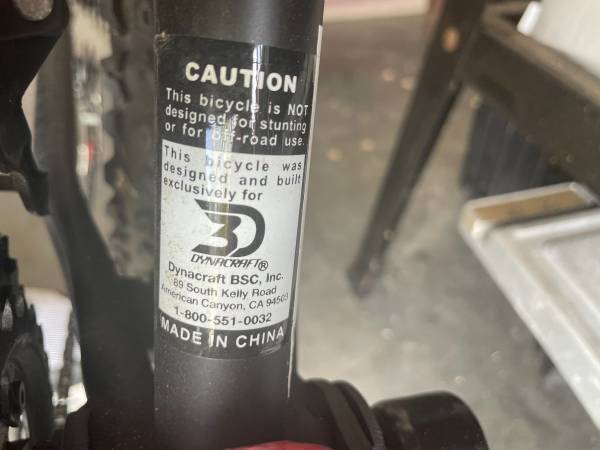 CAUTION
This bicycle is NOT
designed for stunting
or for off-road use.
This bicycle was
designed and built
exclusively for
DYNACRAFT®
Dynacraft BSC, Inc.
89 South Kelly Road
American Canyon, CA 94503
1-800-551-0032
MADE IN CHINA